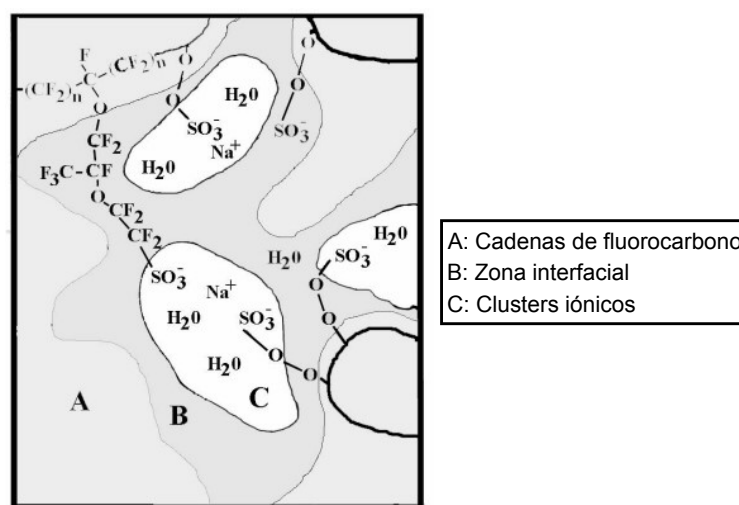 F
(CF₂)n
C
(CF₂)n
O
O
O
CF₂
F₃C
CF
O
CF₂
CF₂
SO₃⁻
H₂0
SO₃⁻
Na⁺
H₂0
O
O
O
SO₃⁻
H₂0
SO₃⁻
H₂0
O
O
Na⁺
H₂0
SO₃⁻
H₂0
O
O
A
B
C
A: Cadenas de fluorocarbono
B: Zona interfacial
C: Clusters iónicos